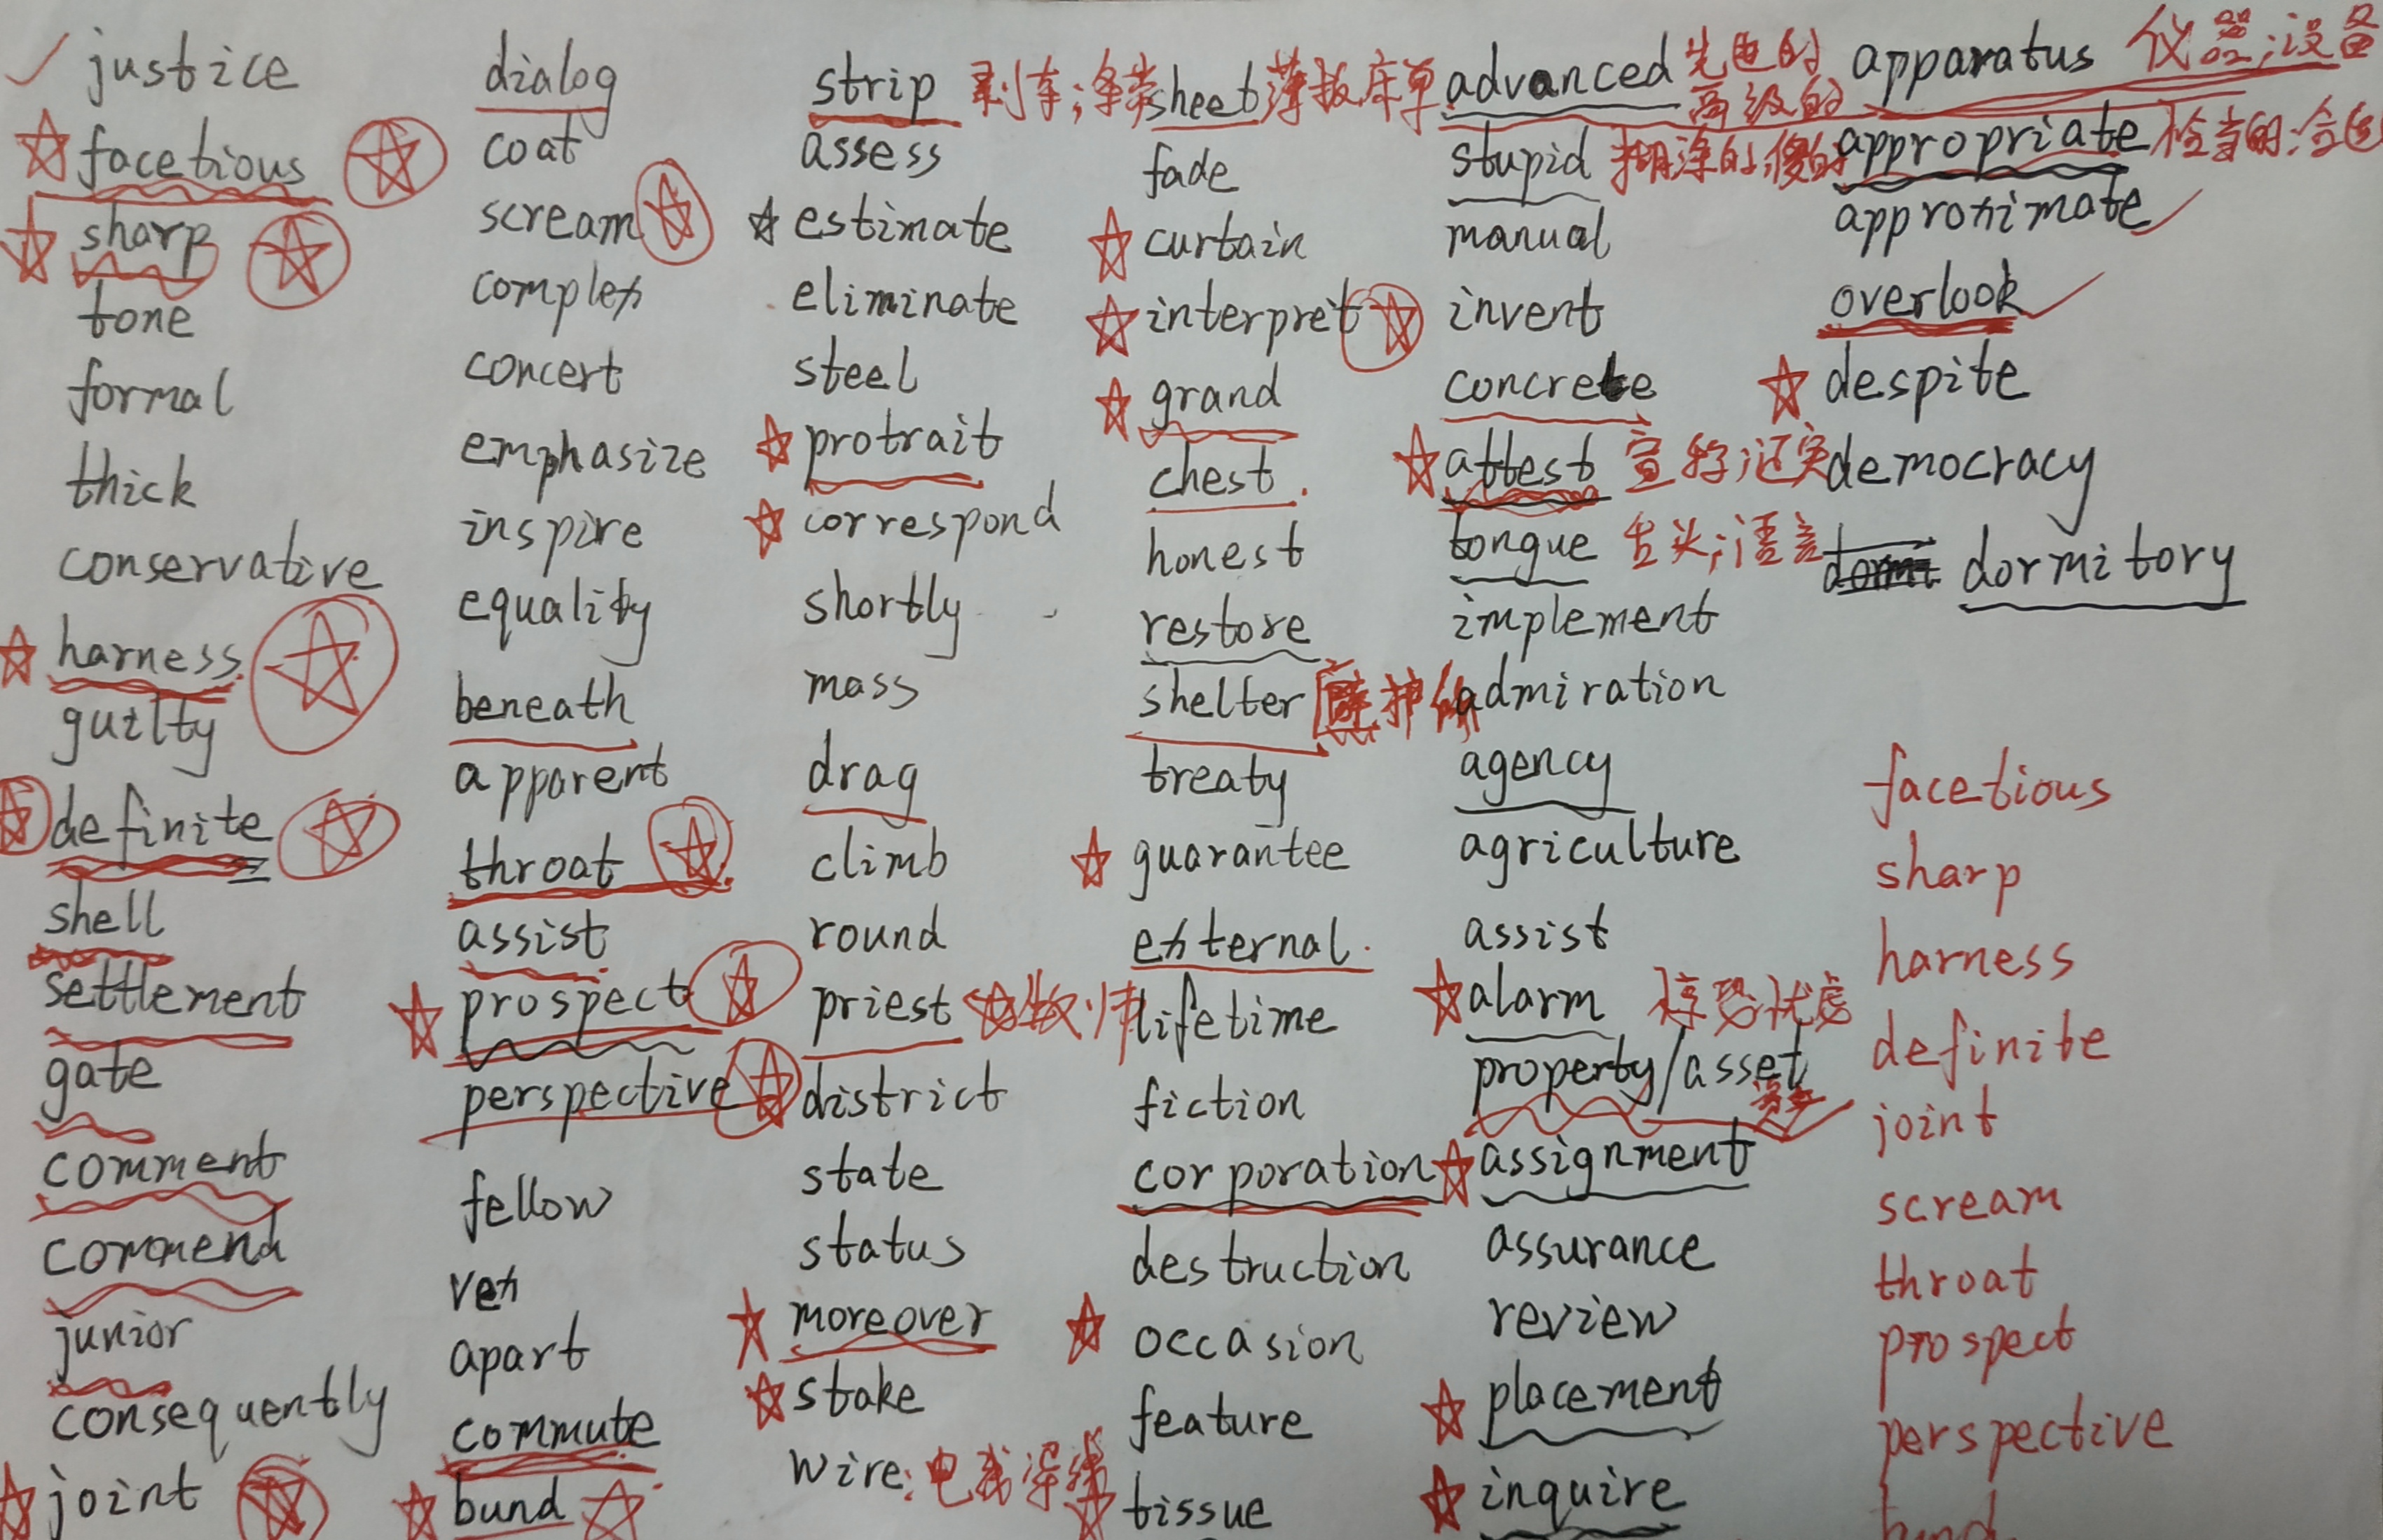 justice
facetious
sharp
tone
formal
thick
conservative
harness
guilty
definite
shell
settlement
gate
comment
commend
junior
consequently
joint
dialog
coat
scream
complex
concert
emphasize
inspire
equality
beneath
apparent
throat
assist
prospect
perspective
fellow
vex
apart
commute
bund
strip 剥夺;条带
assess
estimate
eliminate
steel
protrait
correspond
shortly
mass
drag
climb
round
priest 牧师
district
state
status
moreover
stake
wire:电线 导线
sheet 薄板 床单
fade
curtain
interpret
grand
chest
honest
restore
shelter 庇护所
treaty
guarantee
external
lifetime
fiction
corporation
destruction
occasion
feature
tissue
advanced 先进的
高级的
stupid 糊涂的 傻的
manual
invent
concrete
attest 宣称;证实
tongue 舌头;语言
implement
admiration
agency
agriculture
assist
alarm 惊恐 忧虑
property/asset
assignment
assurance
review
placement
inquire
apparatus 仪器;设备
appropriate 恰当的;合适
approximate
overlook
despite
democracy
dormitory
facetious
sharp
harness
definite
joint
scream
throat
prospect
perspective
bund